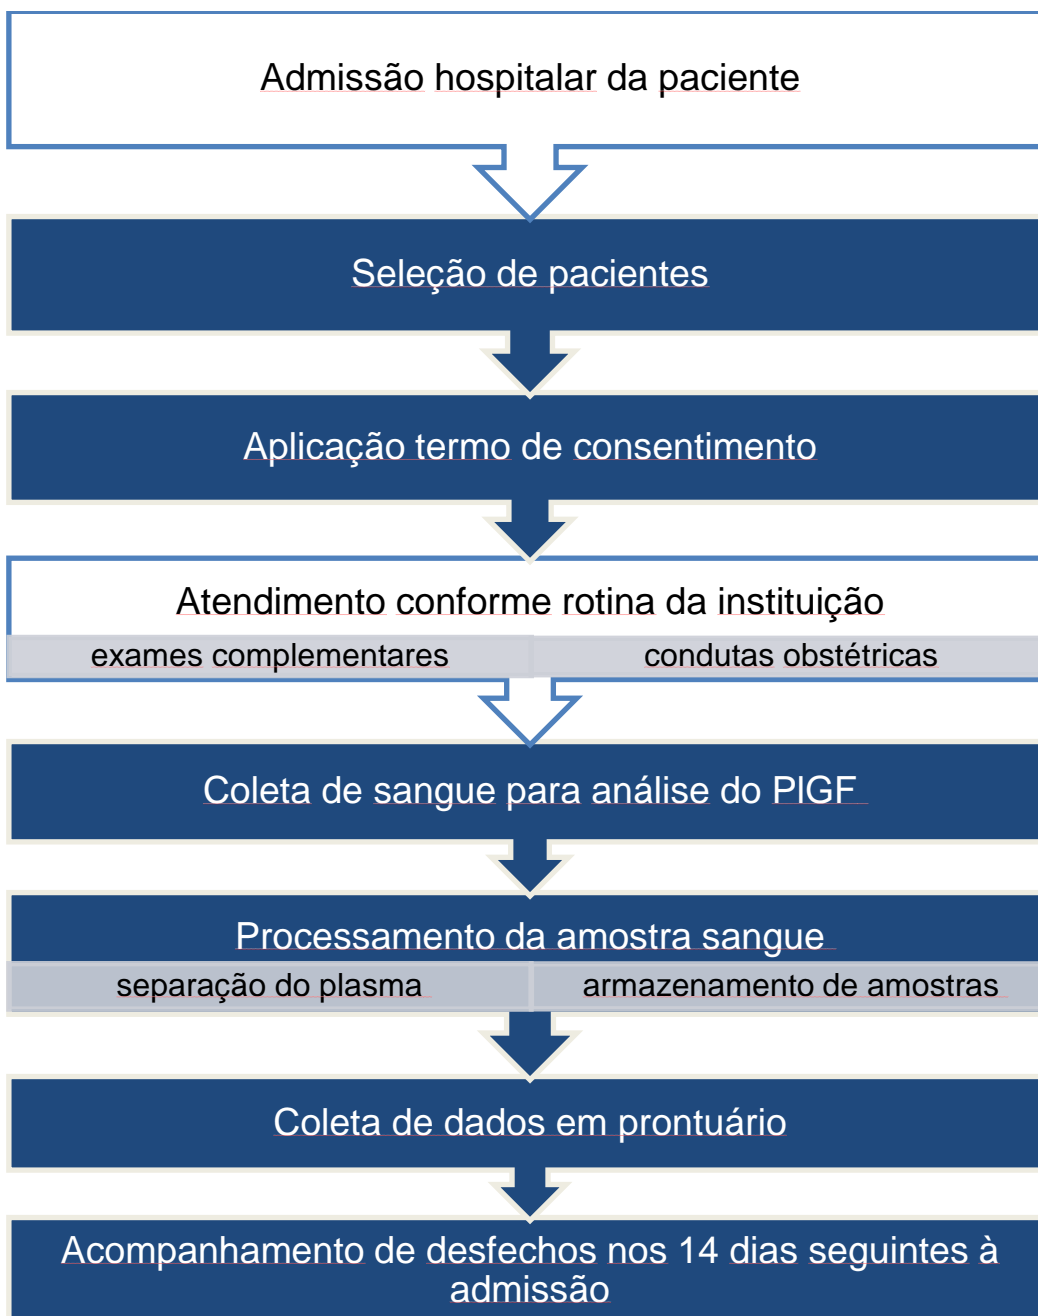 Admissão hospitalar da paciente
Seleção de pacientes
Aplicação termo de consentimento
Atendimento conforme rotina da instituição
exames complementares
condutas obstétricas
Coleta de sangue para análise do PlGF
Processamento da amostra sangue
separação do plasma
armazenamento de amostras
Coleta de dados em prontuário
Acompanhamento de desfechos nos 14 dias seguintes à
admissão